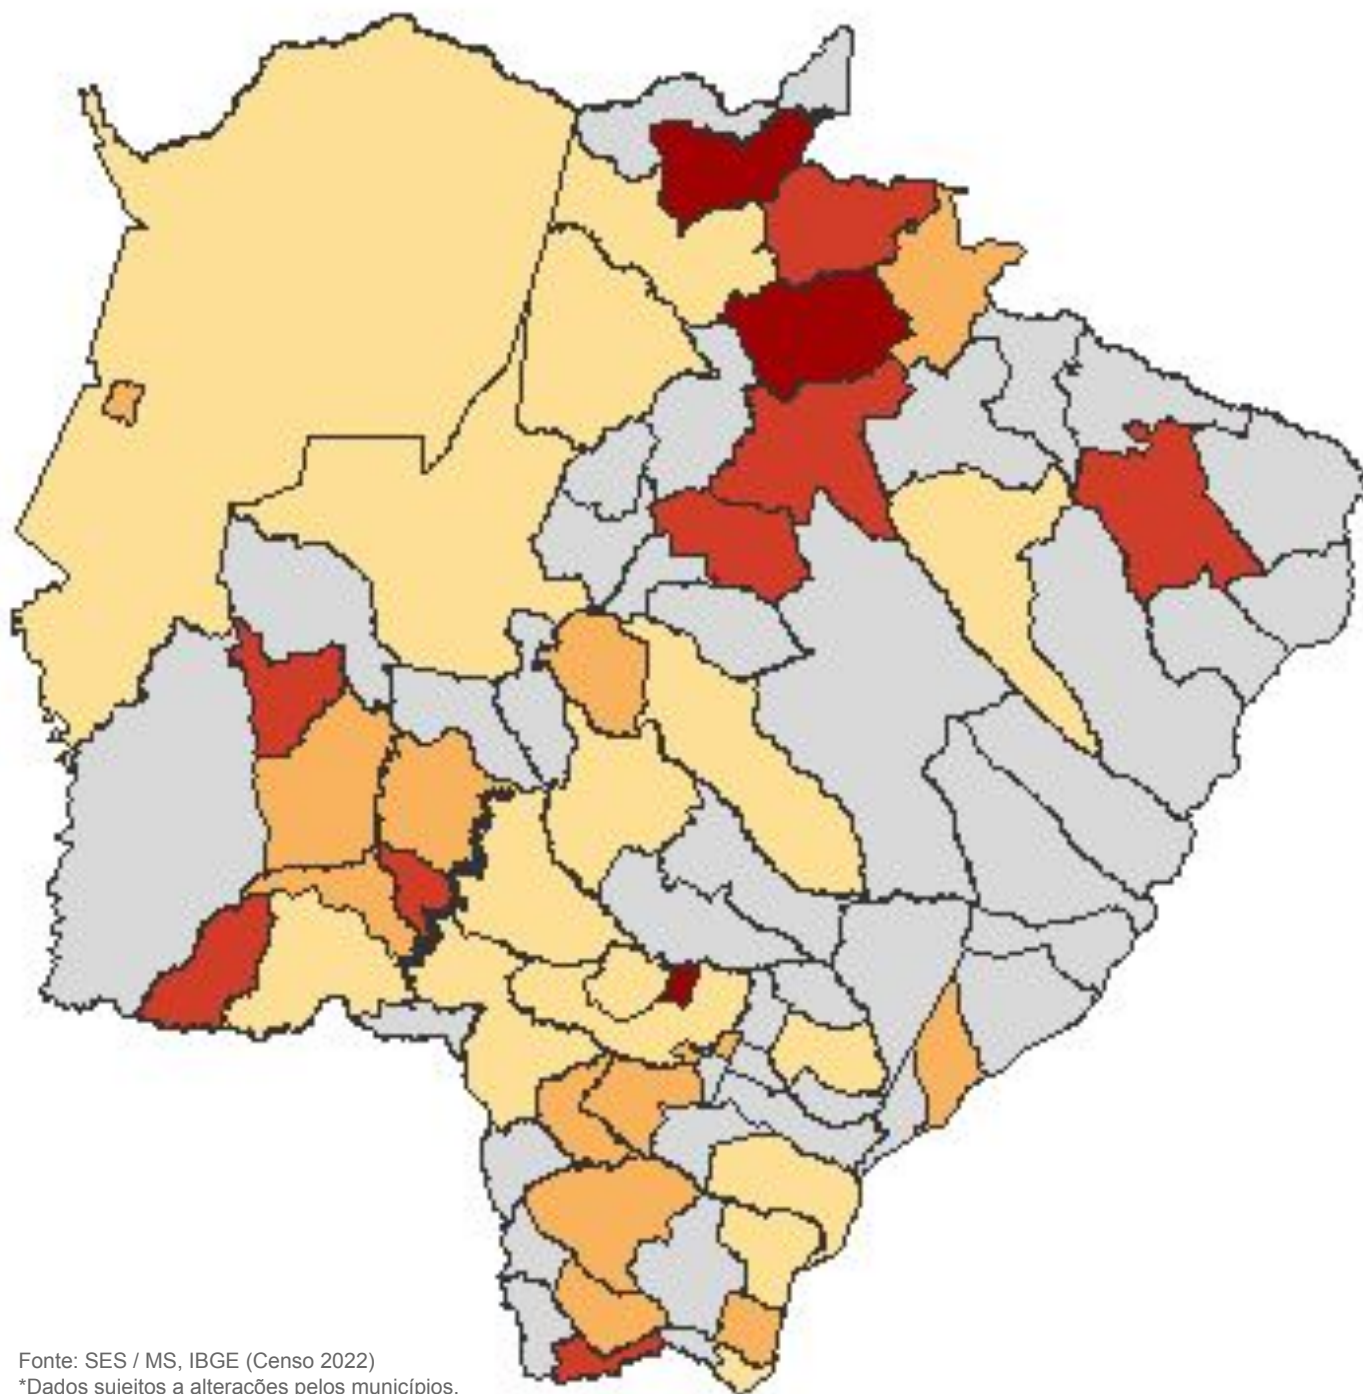 Fonte: SES / MS, IBGE (Censo 2022)
*Dados sujeitos a alterações pelos municípios.